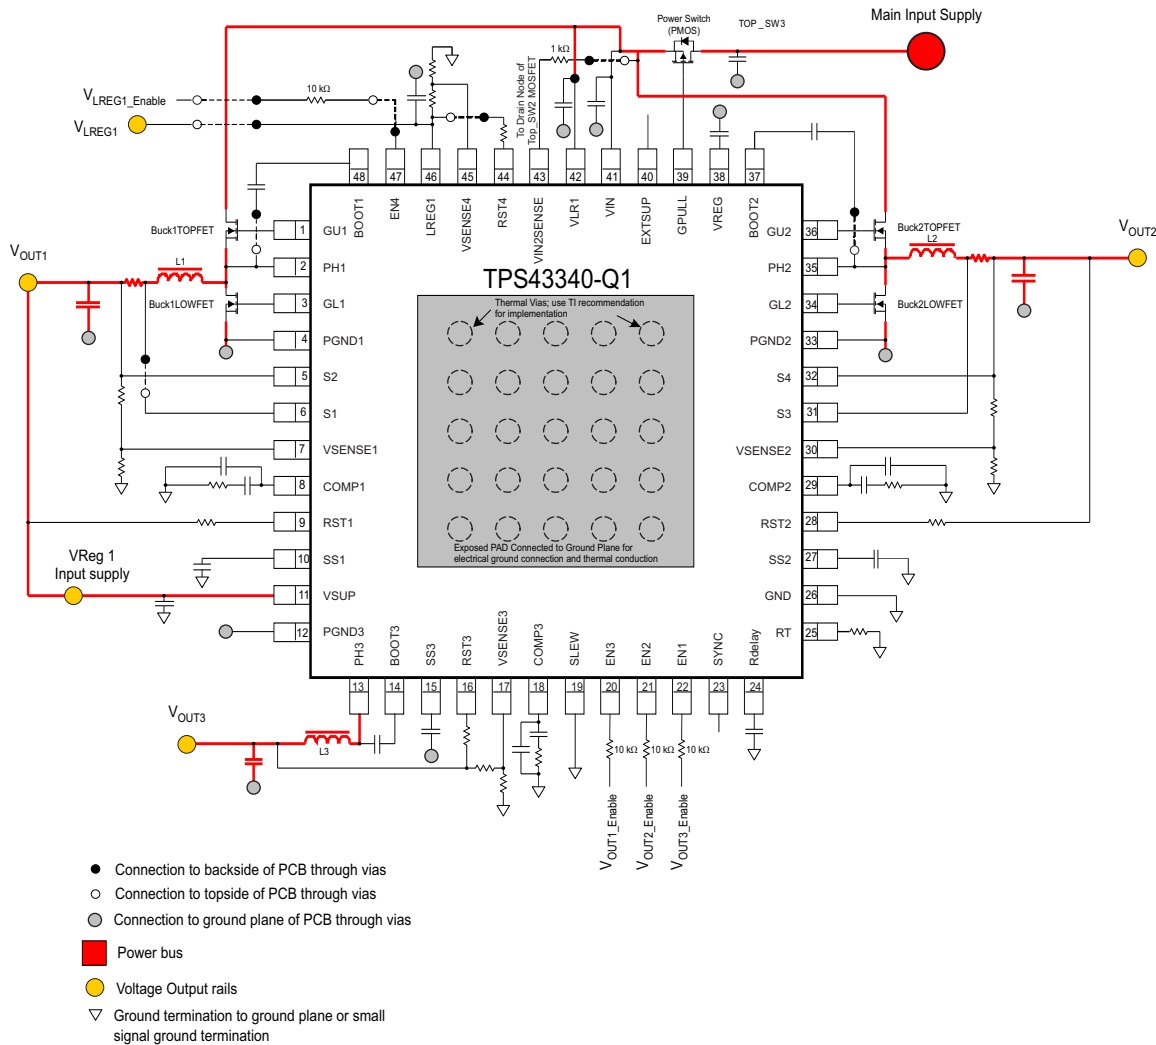 Main Input Supply
Power Switch
(PMOS)
TOP_SW3
1 kΩ
To Drain Node of
Top_SW2 MOSFET
VLREG1_Enable
10 kΩ
VLREG1
48
47
46
45
44
43
42
41
40
39
38
37
BOOT1
EN4
LREG1
VSENSE4
RST4
VIN2SENSE
VLR1
VIN
EXTSUP
GPULL
VREG
BOOT2
Buck1TOPFET
1
GU1
GU2
36
Buck2TOPFET
VOUT1
L1
2
PH1
PH2
35
L2
VOUT2
TPS43340-Q1
Buck1LOWFET
3
GL1
GL2
34
Buck2LOWFET
Thermal Vias; use TI recommendation
for implementation
4
PGND1
PGND2
33
5
S2
S4
32
6
S1
S3
31
7
VSENSE1
VSENSE2
30
8
COMP1
COMP2
29
9
RST1
RST2
28
Exposed PAD Connected to Ground Plane for
electrical ground connection and thermal conduction
10
SS1
SS2
27
VReg 1
Input supply
11
VSUP
GND
26
12
PGND3
RT
25
PH3
BOOT3
SS3
RST3
VSENSE3
COMP3
SLEW
EN3
EN2
EN1
SYNC
Rdelay
13
14
15
16
17
18
19
20
21
22
23
24
VOUT3
L3
10 kΩ
10 kΩ
10 kΩ
VOUT1_Enable
VOUT2_Enable
VOUT3_Enable
Connection to backside of PCB through vias
Connection to topside of PCB through vias
Connection to ground plane of PCB through vias
Power bus
Voltage Output rails
Ground termination to ground plane or small
signal ground termination